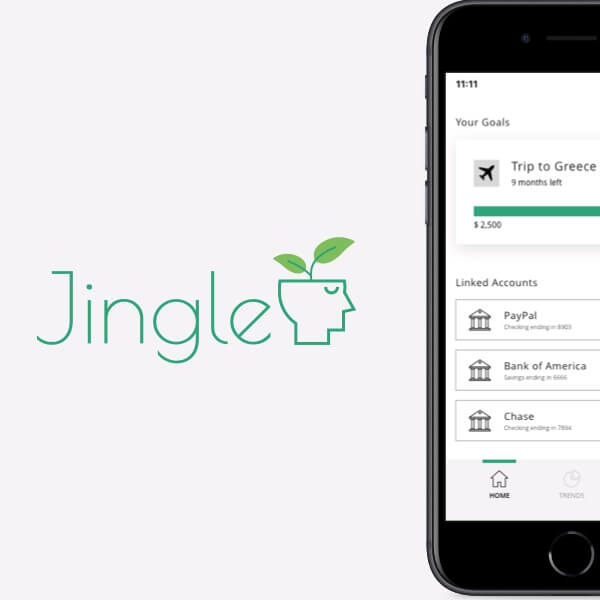 Jingle
11:11
Your Goals
Trip to Greece
9 months left
$ 2,500
Linked Accounts
PayPal
Checking ending in 8903
Bank of America
Savings ending in 6666
Chase
Checking ending in 7894
HOME
TRENDS